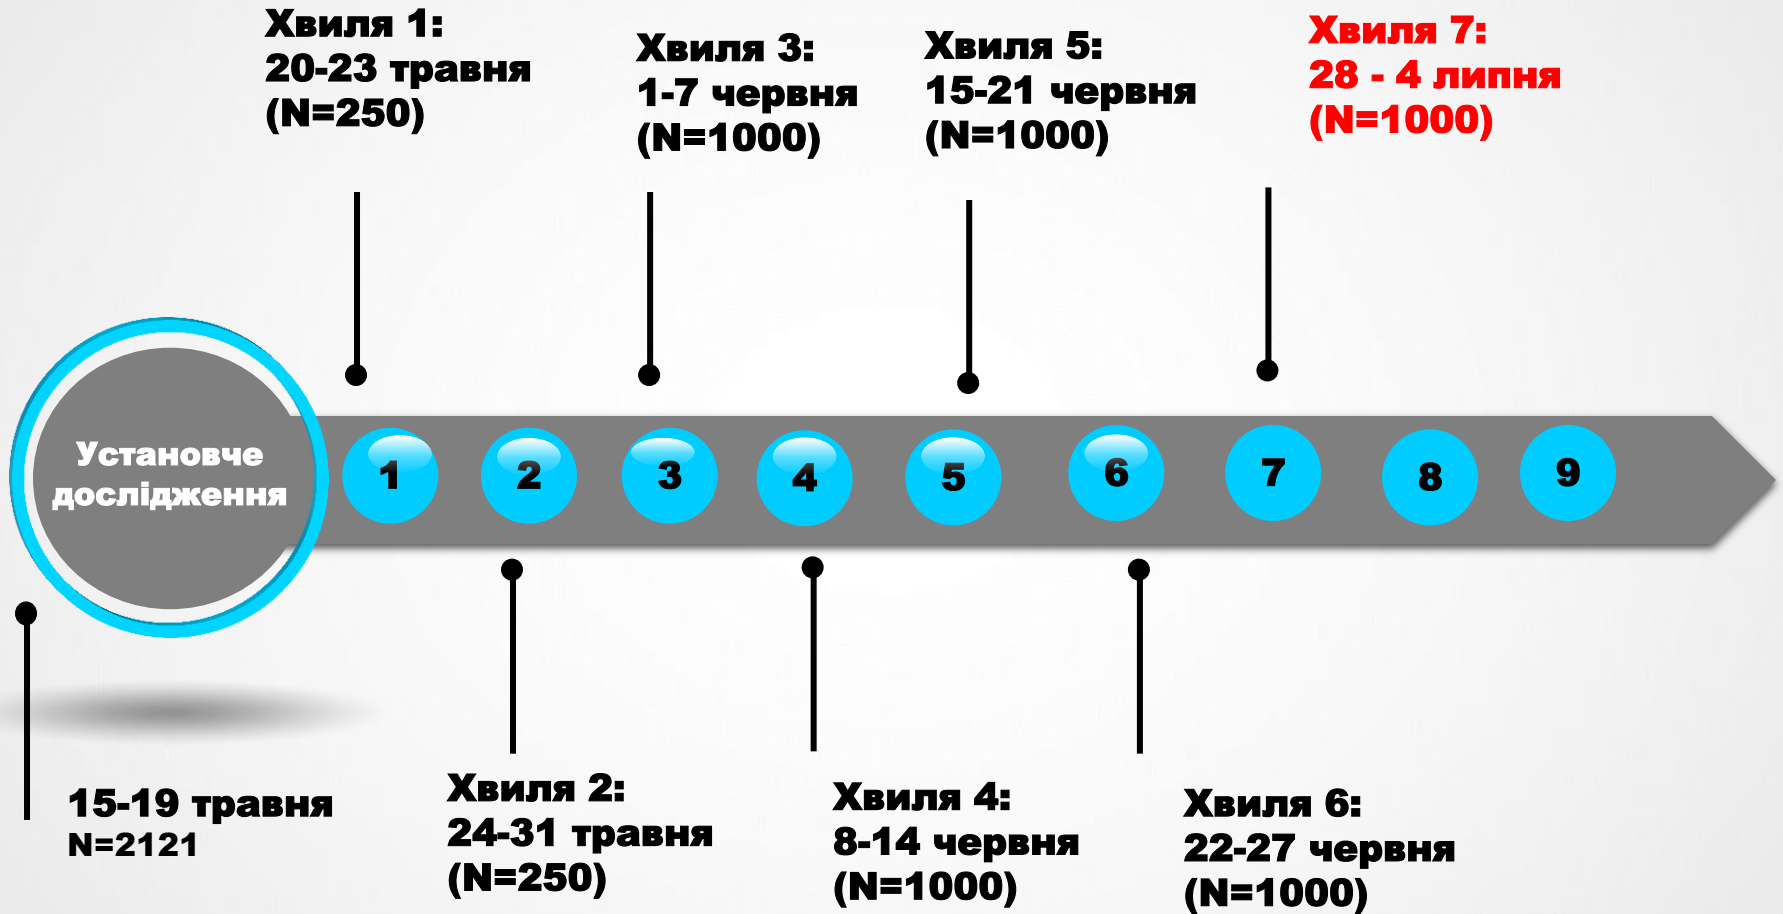 Хвиля 1:
20-23 травня
(N=250)
Хвиля 3:
1-7 червня
(N=1000)
Хвиля 5:
15-21 червня
(N=1000)
Хвиля 7:
28 - 4 липня
(N=1000)
Установче
дослідження
1
2
3
4
5
6
7
8
9
15-19 травня
N=2121
Хвиля 2:
24-31 травня
(N=250)
Хвиля 4:
8-14 червня
(N=1000)
Хвиля 6:
22-27 червня
(N=1000)